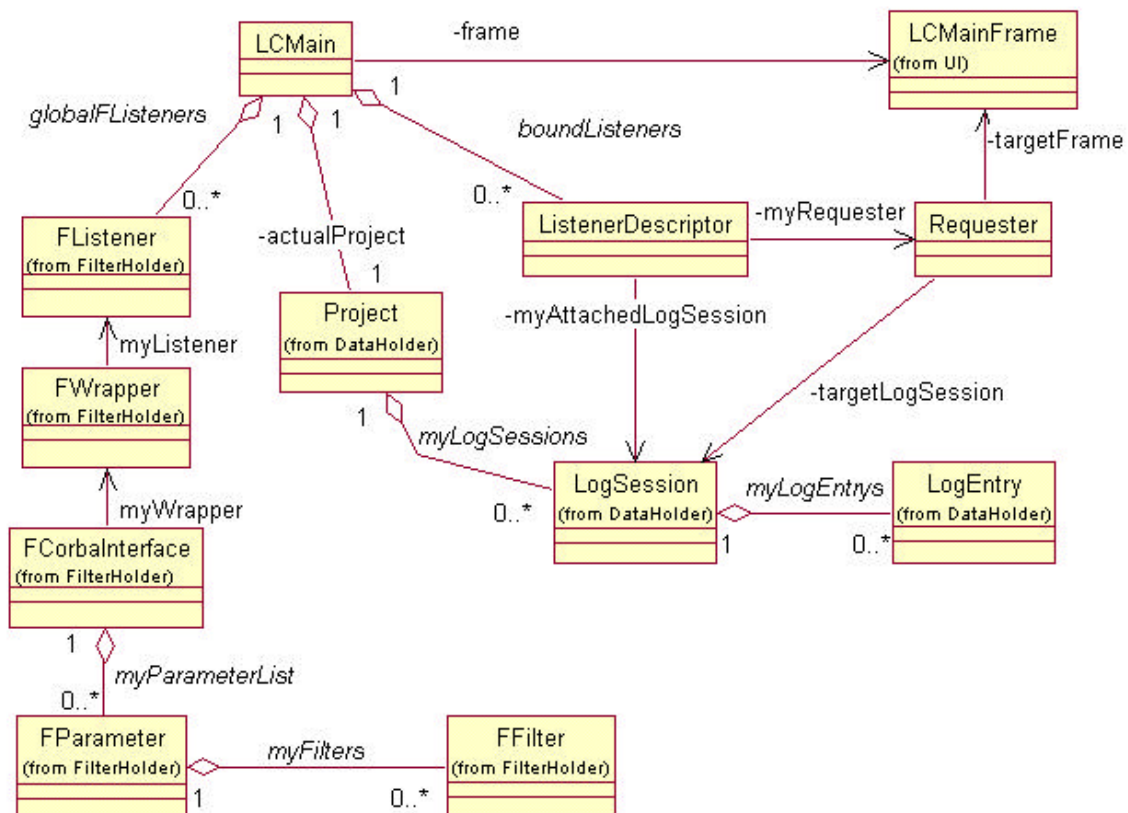 LCMain
-frame
LCMainFrame
(from UI)
globalFListeners
1
1
1
boundListeners
-targetFrame
0..*
0..*
FListener
(from FilterHolder)
-actualProject
ListenerDescriptor
-myRequester
Requester
1
Project
(from DataHolder)
-myAttachedLogSession
myListener
FWrapper
(from FilterHolder)
-targetLogSession
1
myLogSessions
LogSession
(from DataHolder)
myLogEntrys
LogEntry
(from DataHolder)
0..*
1
0..*
myWrapper
FCorbaInterface
(from FilterHolder)
1
myParameterList
0..*
FParameter
(from FilterHolder)
myFilters
FFilter
(from FilterHolder)
1
0..*